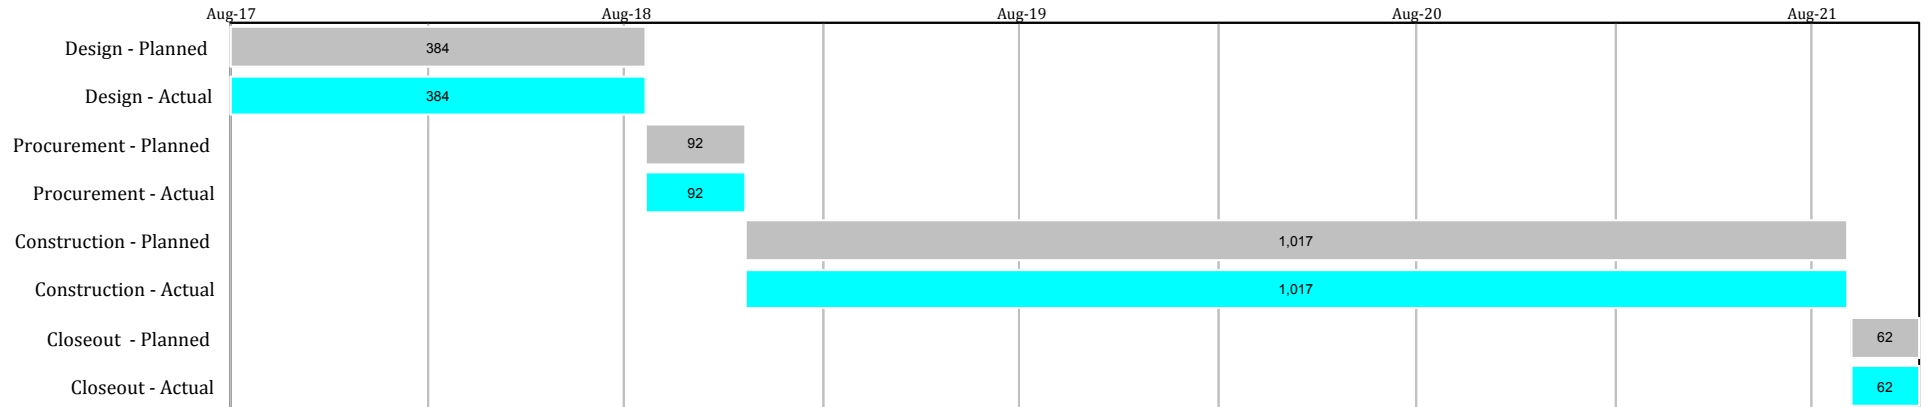 Aug-17 Aug-18 Aug-19 Aug-20 Aug-21
Design - Planned 384
Design - Actual 384
Procurement - Planned 92
Procurement - Actual 92
Construction - Planned 1,017
Construction - Actual 1,017
Closeout  - Planned 62
Closeout - Actual 62